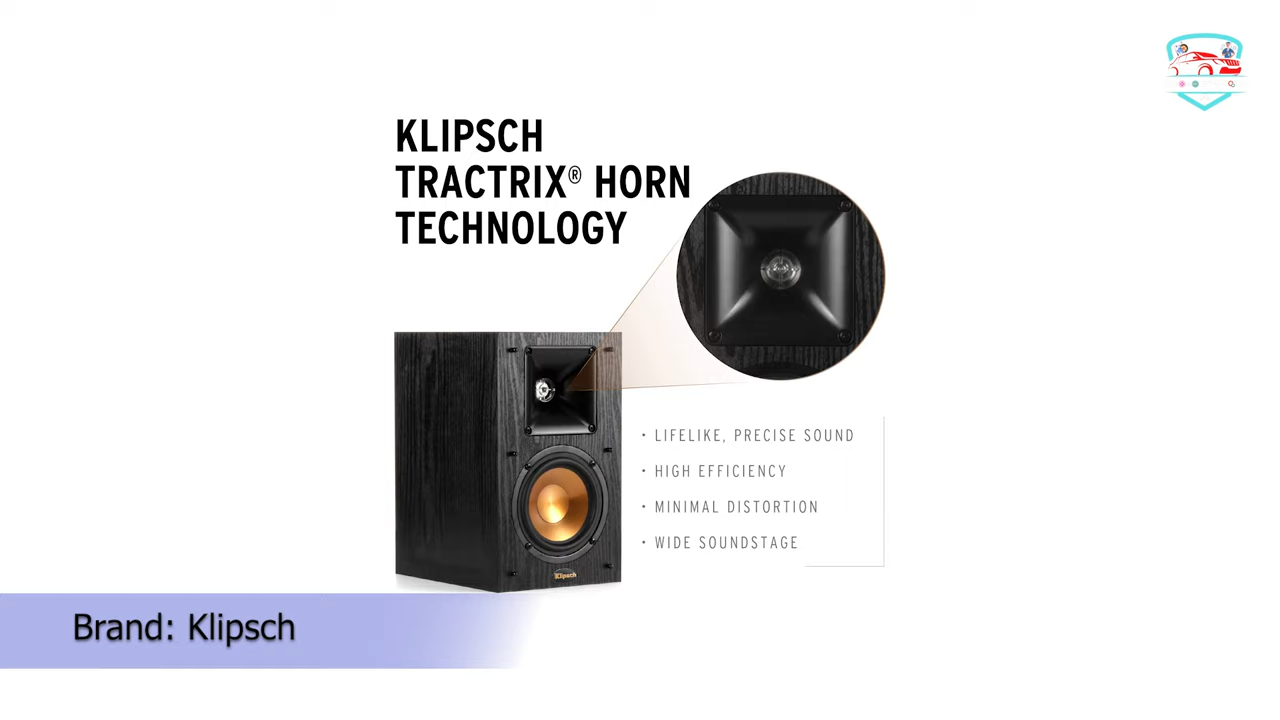 KLIPSCH
TRACTRIX® HORN
TECHNOLOGY
• LIFELIKE, PRECISE SOUND
• HIGH EFFICIENCY
• MINIMAL DISTORTION
• WIDE SOUNDSTAGE
Klipsch
Brand: Klipsch